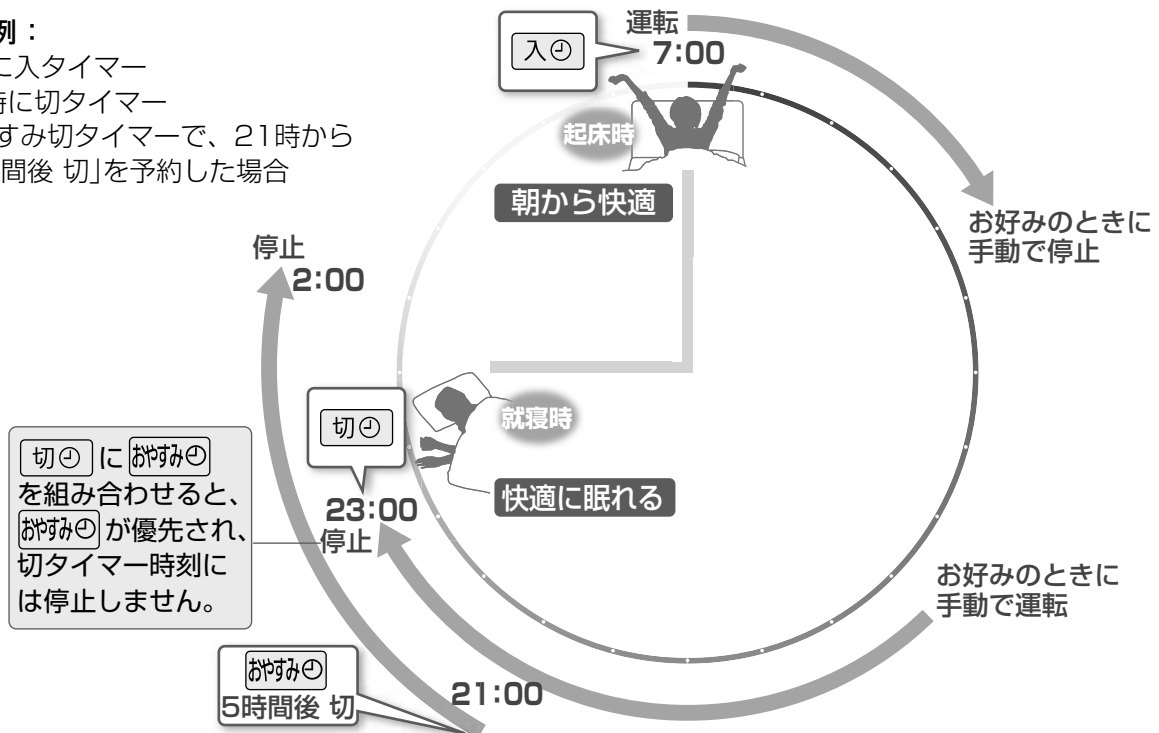 例：
に入タイマー
時に切タイマー
すみ切タイマーで、21時から
間後 切」を予約した場合
入
運転
7:00
起床時
朝から快適
お好みのときに
手動で停止
停止
2:00
切
就寝時
快適に眠れる
23:00
停止
切 に おやすみ
を組み合わせると、
おやすみ が優先され、
切タイマー時刻に
は停止しません。
お好みのときに
手動で運転
おやすみ
5時間後 切
21:00